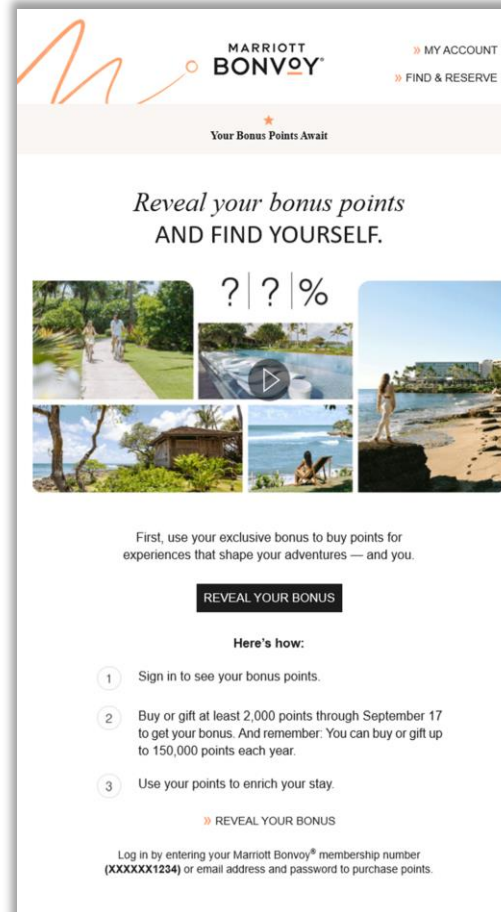 MARRIOTT
BONVOY®
» MY ACCOUNT
» FIND & RESERVE
Your Bonus Points Await
Reveal your bonus points
AND FIND YOURSELF.
?|?|%
First, use your exclusive bonus to buy points for
experiences that shape your adventures — and you.
REVEAL YOUR BONUS
Here's how:
1 Sign in to see your bonus points.
2 Buy or gift at least 2,000 points through September 17
to get your bonus. And remember: You can buy or gift up
to 150,000 points each year.
3 Use your points to enrich your stay.
» REVEAL YOUR BONUS
Log in by entering your Marriott Bonvoy® membership number
(XXXXXX1234) or email address and password to purchase points.